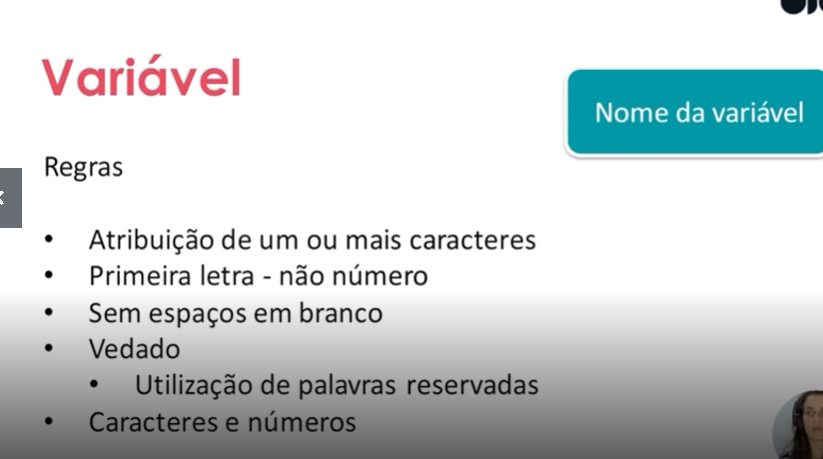 Variável
Nome da variável
Regras
• Atribuição de um ou mais caracteres
• Primeira letra - não número
• Sem espaços em branco
• Vedado
• Utilização de palavras reservadas
• Caracteres e números